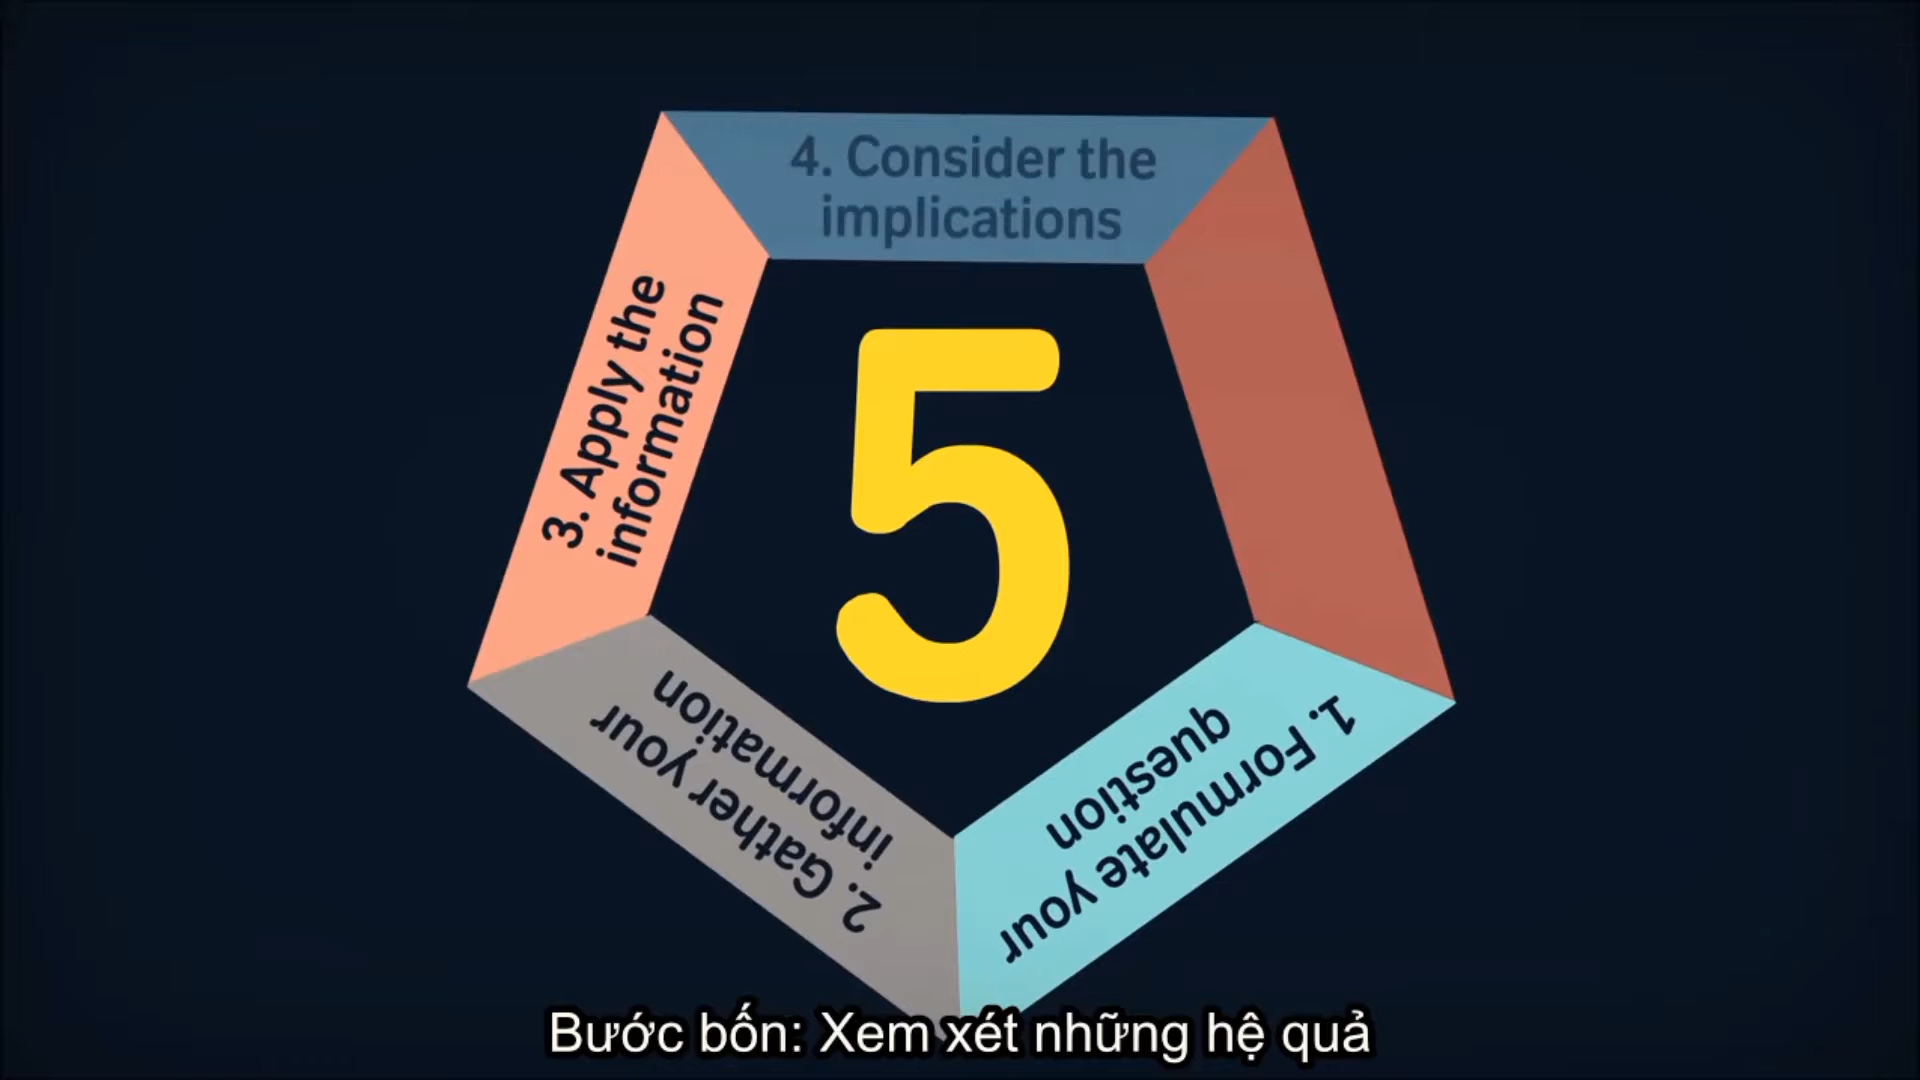 4. Consider the
implications
3. Apply the
information
5
2. Gather your
information
1. Formulate your
question
Bước bốn: Xem xét những hệ quả